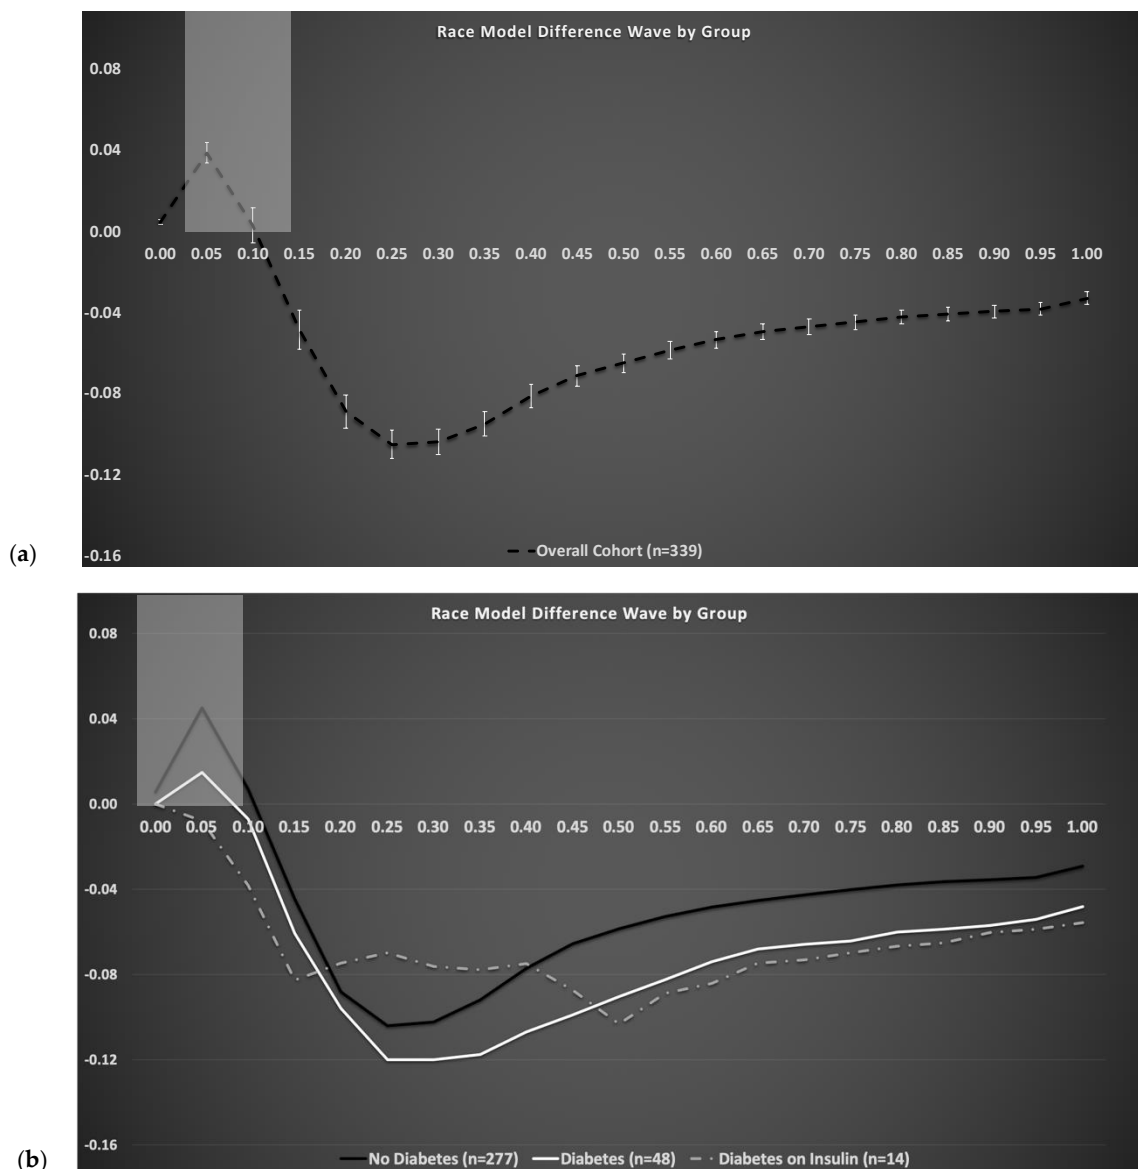 Race Model Difference Wave by Group
0.08
0.04
0.00
0.00 0.05 0.10 0.15 0.20 0.25 0.30 0.35 0.40 0.45 0.50 0.55 0.60 0.65 0.70 0.75 0.80 0.85 0.90 0.95 1.00
-0.04
-0.08
-0.12
-0.16
Overall Cohort (n=339)
(a)
Race Model Difference Wave by Group
0.08
0.04
0.00
0.00 0.05 0.10 0.15 0.20 0.25 0.30 0.35 0.40 0.45 0.50 0.55 0.60 0.65 0.70 0.75 0.80 0.85 0.90 0.95 1.00
-0.04
-0.08
-0.12
-0.16
No Diabetes (n=277) Diabetes (n=48) Diabetes on Insulin (n=14)
(b)